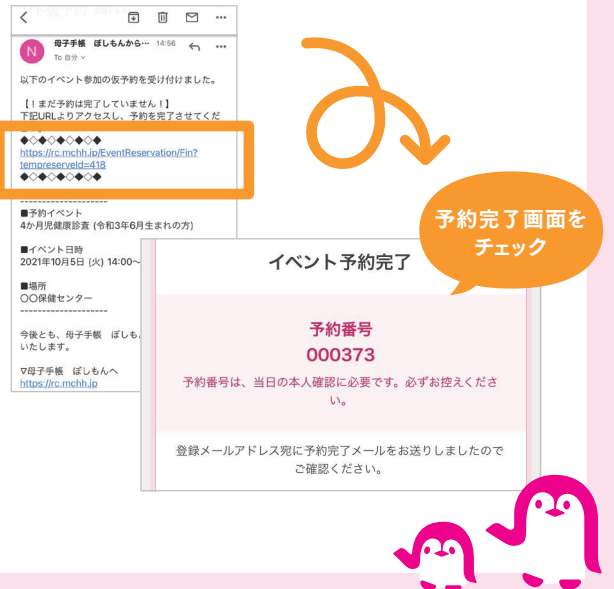 N
母子手帳 ぼしもんから… 14:56
To 自分
以下のイベント参加の仮予約を受け付けました。
【！まだ予約は完了していません！】
下記URLよりアクセスし、予約を完了させてくだ
◆◇◆◇◆◇◆
https://rc.mchh.jp/EventReservation/Fin?
tempreserveId=418
◆◇◆◇◆◇◆
--------------------
■予約イベント
4か月児健康診査 (令和3年6月生まれの方)
■イベント日時
2021年10月5日 (火) 14:00〜
■場所
〇〇保健センター
--------------------
今後とも、母子手帳 ぼしも
いたします。
∇母子手帳 ぼしもんへ
https://rc.mchh.jp
予約完了画面を
チェック
イベント予約完了
予約番号
000373
予約番号は、当日の本人確認に必要です。必ずお控えくださ
い。
登録メールアドレス宛に予約完了メールをお送りしましたので
ご確認ください。